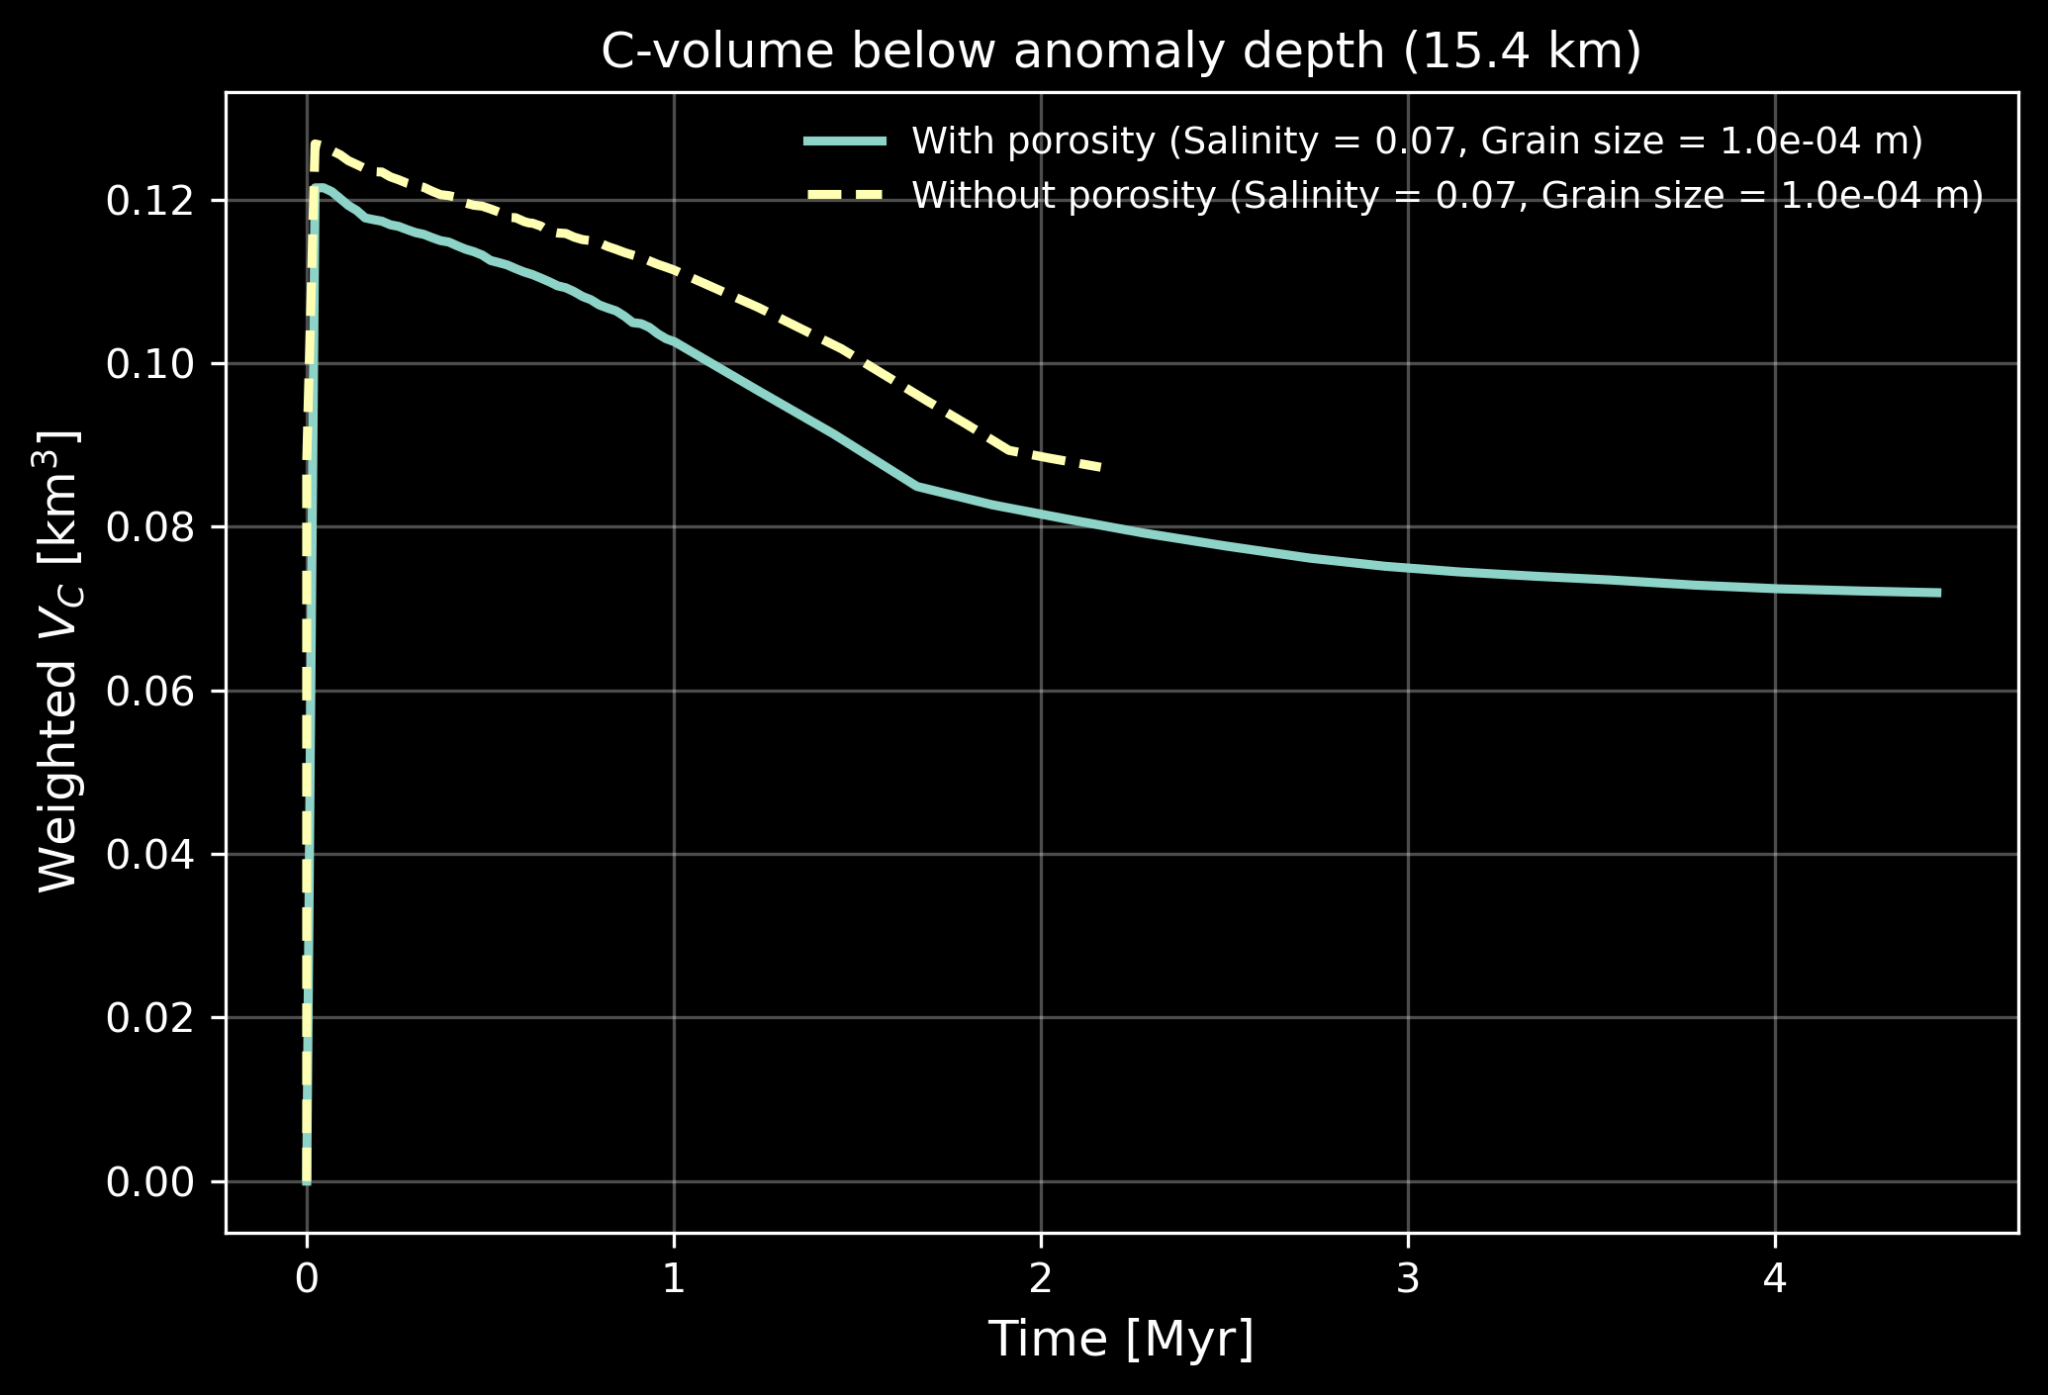 C-volume below anomaly depth (15.4 km)
With porosity (Salinity = 0.07, Grain size = 1.0e-04 m)
Without porosity (Salinity = 0.07, Grain size = 1.0e-04 m)
0.12
0.10
0.08
0.06
0.04
0.02
0.00
Weighted V_C [km³]
0 1 2 3 4
Time [Myr]